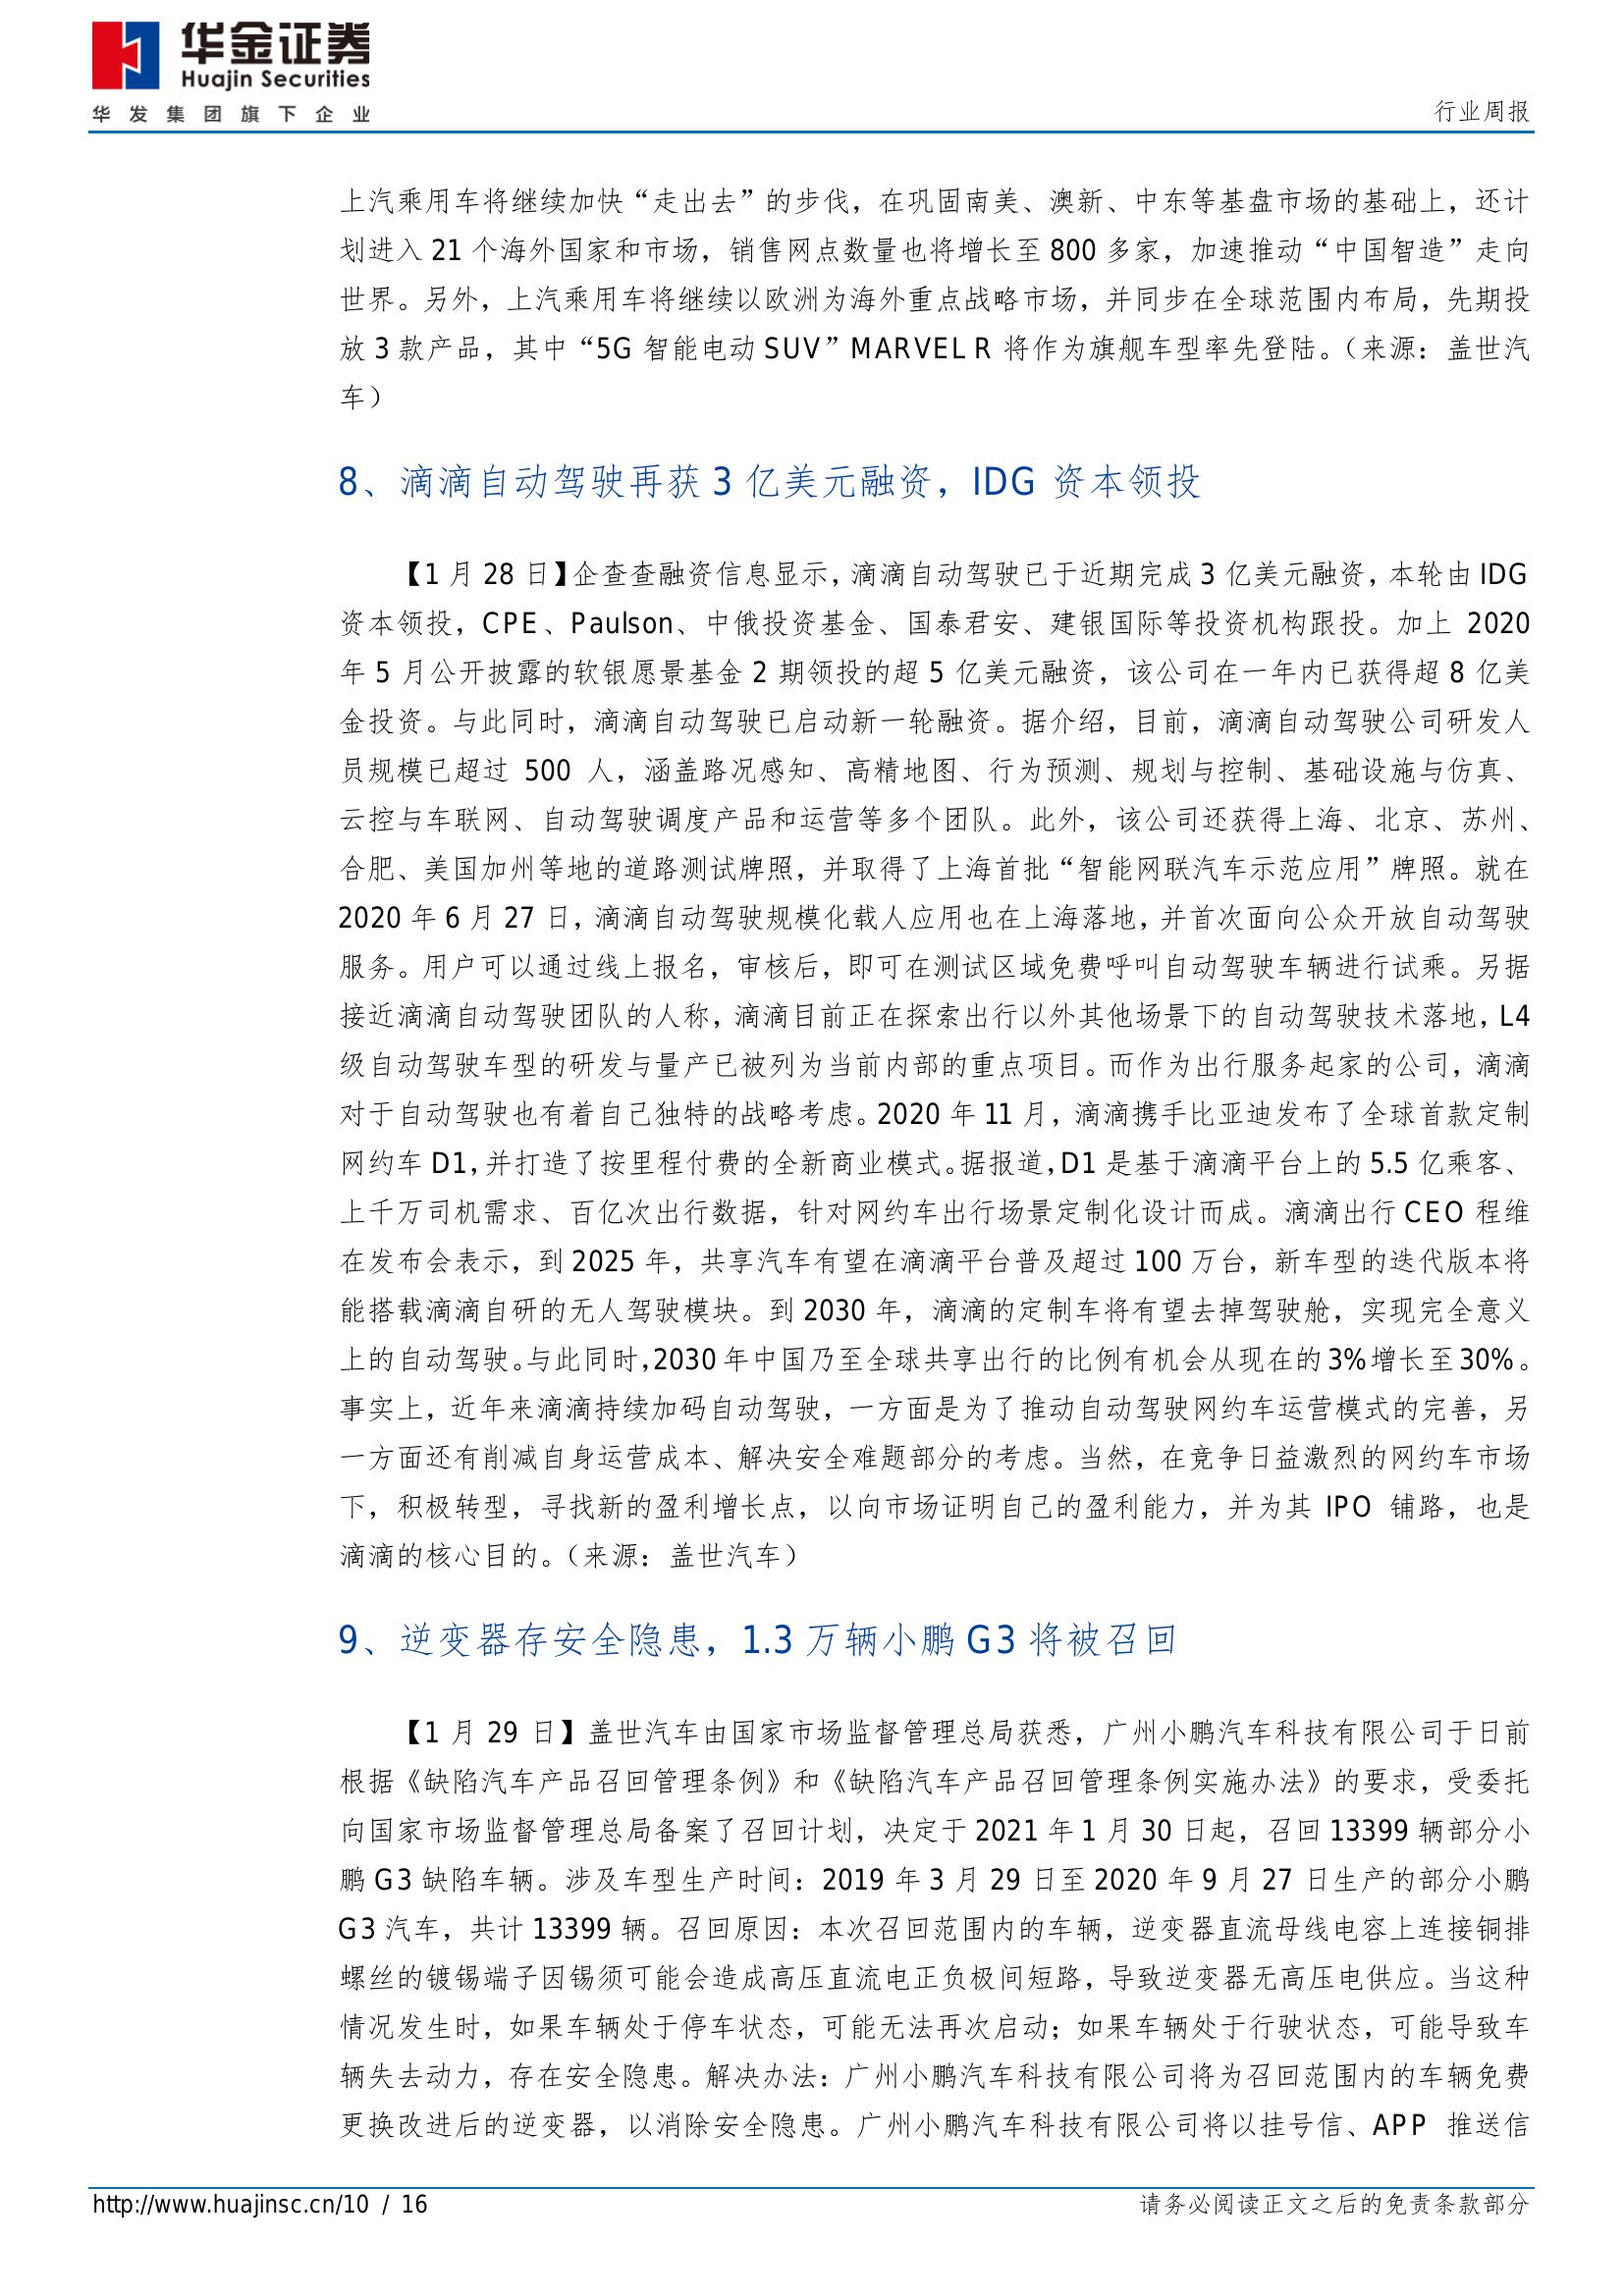 华金证券
Huajin Securities
华发集团旗下企业
行业周报
上汽乘用车将继续加快“走出去”的步伐，在巩固南美、澳新、中东等基盘市场的基础上，还计
划进入 21 个海外国家和市场，销售网点数量也将增长至 800 多家，加速推动“中国智造”走向
世界。另外，上汽乘用车将继续以欧洲为海外重点战略市场，并同步在全球范围内布局，先期投
放 3 款产品，其中“5G 智能电动 SUV”MARVEL R 将作为旗舰车型率先登陆。（来源：盖世汽
车）
8、滴滴自动驾驶再获 3 亿美元融资，IDG 资本领投
【1 月 28 日】企查查融资信息显示，滴滴自动驾驶已于近期完成 3 亿美元融资，本轮由 IDG
资本领投，CPE、Paulson、中俄投资基金、国泰君安、建银国际等投资机构跟投。加上 2020
年 5 月公开披露的软银愿景基金 2 期领投的超 5 亿美元融资，该公司在一年内已获得超 8 亿美
金投资。与此同时，滴滴自动驾驶已启动新一轮融资。据介绍，目前，滴滴自动驾驶公司研发人
员规模已超过 500 人，涵盖路况感知、高精地图、行为预测、规划与控制、基础设施与仿真、
云控与车联网、自动驾驶调度产品和运营等多个团队。此外，该公司还获得上海、北京、苏州、
合肥、美国加州等地的道路测试牌照，并取得了上海首批“智能网联汽车示范应用”牌照。就在
2020 年 6 月 27 日，滴滴自动驾驶规模化载人应用也在上海落地，并首次面向公众开放自动驾驶
服务。用户可以通过线上报名，审核后，即可在测试区域免费呼叫自动驾驶车辆进行试乘。另据
接近滴滴自动驾驶团队的人称，滴滴目前正在探索出行以外其他场景下的自动驾驶技术落地，L4
级自动驾驶车型的研发与量产已被列为当前内部的重点项目。而作为出行服务起家的公司，滴滴
对于自动驾驶也有着自己独特的战略考虑。2020 年 11 月，滴滴携手比亚迪发布了全球首款定制
网约车 D1，并打造了按里程付费的全新商业模式。据报道，D1 是基于滴滴平台上的 5.5 亿乘客、
上千万司机需求、百亿次出行数据，针对网约车出行场景定制化设计而成。滴滴出行 CEO 程维
在发布会表示，到 2025 年，共享汽车有望在滴滴平台普及超过 100 万台，新车型的迭代版本将
能搭载滴滴自研的无人驾驶模块。到 2030 年，滴滴的定制车将有望去掉驾驶舱，实现完全意义
上的自动驾驶。与此同时，2030 年中国乃至全球共享出行的比例有机会从现在的 3%增长至 30%。
事实上，近年来滴滴持续加码自动驾驶，一方面是为了推动自动驾驶网约车运营模式的完善，另
一方面还有削减自身运营成本、解决安全难题部分的考虑。当然，在竞争日益激烈的网约车市场
下，积极转型，寻找新的盈利增长点，以向市场证明自己的盈利能力，并为其 IPO 铺路，也是
滴滴的核心目的。（来源：盖世汽车）
9、逆变器存安全隐患，1.3 万辆小鹏 G3 将被召回
【1 月 29 日】盖世汽车由国家市场监督管理总局获悉，广州小鹏汽车科技有限公司于日前
根据《缺陷汽车产品召回管理条例》和《缺陷汽车产品召回管理条例实施办法》的要求，受委托
向国家市场监督管理总局备案了召回计划，决定于 2021 年 1 月 30 日起，召回 13399 辆部分小
鹏 G3 缺陷车辆。涉及车型生产时间：2019 年 3 月 29 日至 2020 年 9 月 27 日生产的部分小鹏
G3 汽车，共计 13399 辆。召回原因：本次召回范围内的车辆，逆变器直流母线电容上连接铜排
螺丝的镀锡端子因锡须可能会造成高压直流电正负极间短路，导致逆变器无高压电供应。当这种
情况发生时，如果车辆处于停车状态，可能无法再次启动；如果车辆处于行驶状态，可能导致车
辆失去动力，存在安全隐患。解决办法：广州小鹏汽车科技有限公司将为召回范围内的车辆免费
更换改进后的逆变器，以消除安全隐患。广州小鹏汽车科技有限公司将以挂号信、APP 推送信
http://www.huajinsc.cn/10 / 16
请务必阅读正文之后的免责条款部分